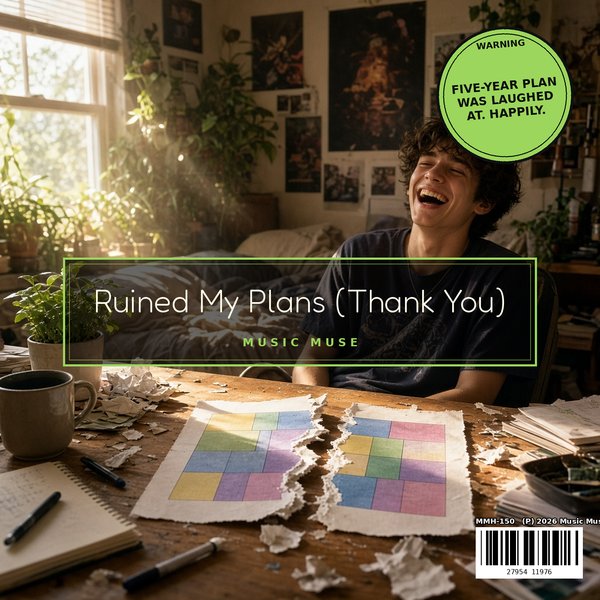 WARNING
FIVE-YEAR PLAN
WAS LAUGHED
AT. HAPPILY.
Ruined My Plans (Thank You)
MUSIC MUSE
MMH-150 (P) 2026 Music Mus
27954 11976